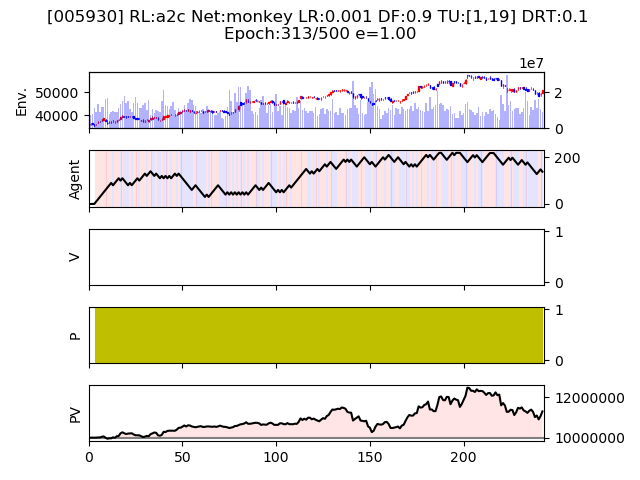 [005930] RL:a2c Net:monkey LR:0.001 DF:0.9 TU:[1,19] DRT:0.1
Epoch:313/500 e=1.00
1e7
Env.
50000
40000
2
0
Agent
200
0
V
1
0
P
1
0
PV
12000000
10000000
0 50 100 150 200